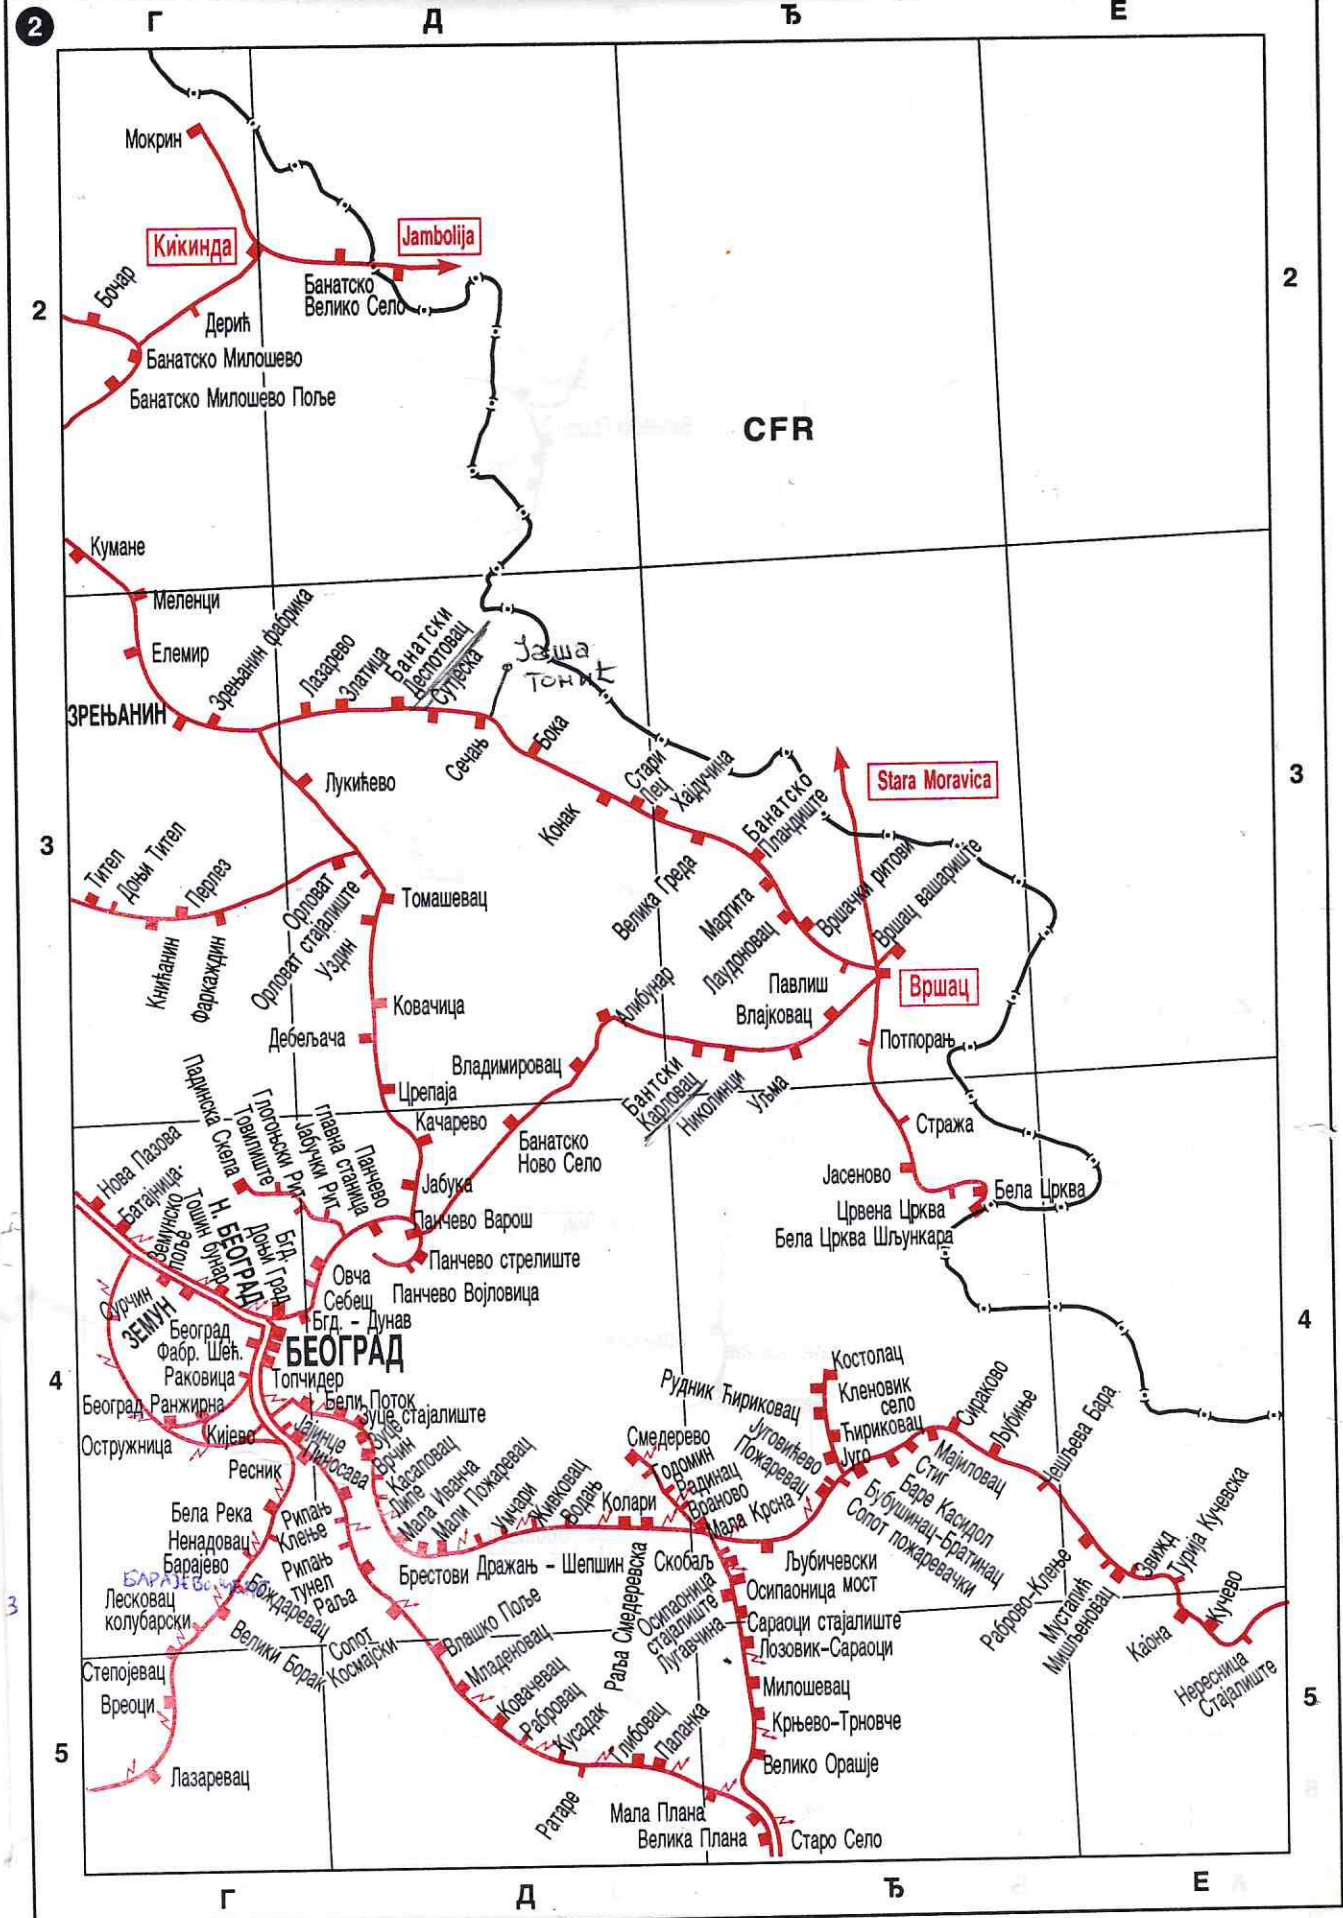 2
Г Д Ђ Е
Мокрин
Кикинда
Jambolija
Банатско
Велико Село
Бочар
Дерић
2
2
Банатско Милошево
Банатско Милошево Поље
CFR
Кумане
Меленци
Елемир
ЗРЕЊАНИН
Зрењанин фабрика
Лазарево
Златица
Банатски
Деспотовац
Сутјеска
Јаша
Томић
Сечањ
Бока
Конак
Стари
Лец
Хајдучина
Велика Греда
Банатско
Пландиште
Stara Moravica
3
3
Маргита
Лаудоновац
Вршачки ритови
Вршац вашариште
Павлиш
Вршац
Лукићево
Тител
Доњи Тител
Перлез
Книћанин
Фаркаждин
Орловат
Орловат стајалиште
Томашевац
Уздин
Ковачица
Дебељача
Црепаја
Качарево
Јабука
Алибунар
Владимировац
Банатско
Ново Село
Бантски
Карловац
Николинци
Уљма
Влајковац
Потпорањ
Стража
Јасеново
Бела Црква
Црвена Црква
Бела Црква Шљункара
Падинска Скела
Товилиште
Глогоњски Рит
Јабучки Рит
Панчево
главна станица
Панчево Варош
Панчево стрелиште
Панчево Војловица
Нова Пазова
Батајница
Земунско
поље
Тошин бунар
Н. БЕОГРАД
Бгд.
Доњи Град
Овча
Себеш
Бгд. - Дунав
Сурчин
ЗЕМУН
БЕОГРАД
Београд
Фабр. Шећ.
Раковица
Топчидер
4
4
Београд Ранжирна
Остружница
Кијево
Ресник
Бели Поток
Зуце стајалиште
Зуце
Врчин
Касаповац
Липе
Мала Иванча
Мали Пожаревац
Јајинце
Пиносава
Бела Река
Ненадовац
Барајево
БАРАЈЕВО ЦЕНТ
Лесковац
колубарски
Степојевац
Вреоци
Лазаревац
Рипањ
Клење
Рипањ
тунел
Раља
Бождаревац
Велики Борак
Сопот
Космајски
Брестови
Дражањ – Шепшин
Умчари
Живковац
Водањ
Колари
Смедерево
Годомин
Радинац
Враново
Мала Крсна
Скобаљ
Раља Смедеревска
Осипаоница
стајалиште
Лугавчина
Љубичевски
мост
Осипаоница
Сараоци стајалиште
Лозовик–Сараоци
Милошевац
Крњево–Трновче
Велико Орашје
Старо Село
Влашко Поље
Младеновац
Ковачевац
Рабровац
Кусадак
Ратаре
Глибовац
Паланка
Мала Плана
Велика Плана
Костолац
Кленовик
село
Ћириковац
Рудник Ћириковац
Југовићево
Пожаревац
Југо
Сираково
Љубиње
Мајиловац
Стиг
Баре Касидол
Бубушинац–Братинац
Сопот пожаревачки
Чешљева Бара
Раброво–Клење
Мустапић
Мишљеновац
Звижд
Турија Кучевска
Каона
Кучево
Нересница
Стајалиште
5
5
3
Г Д Ђ Е